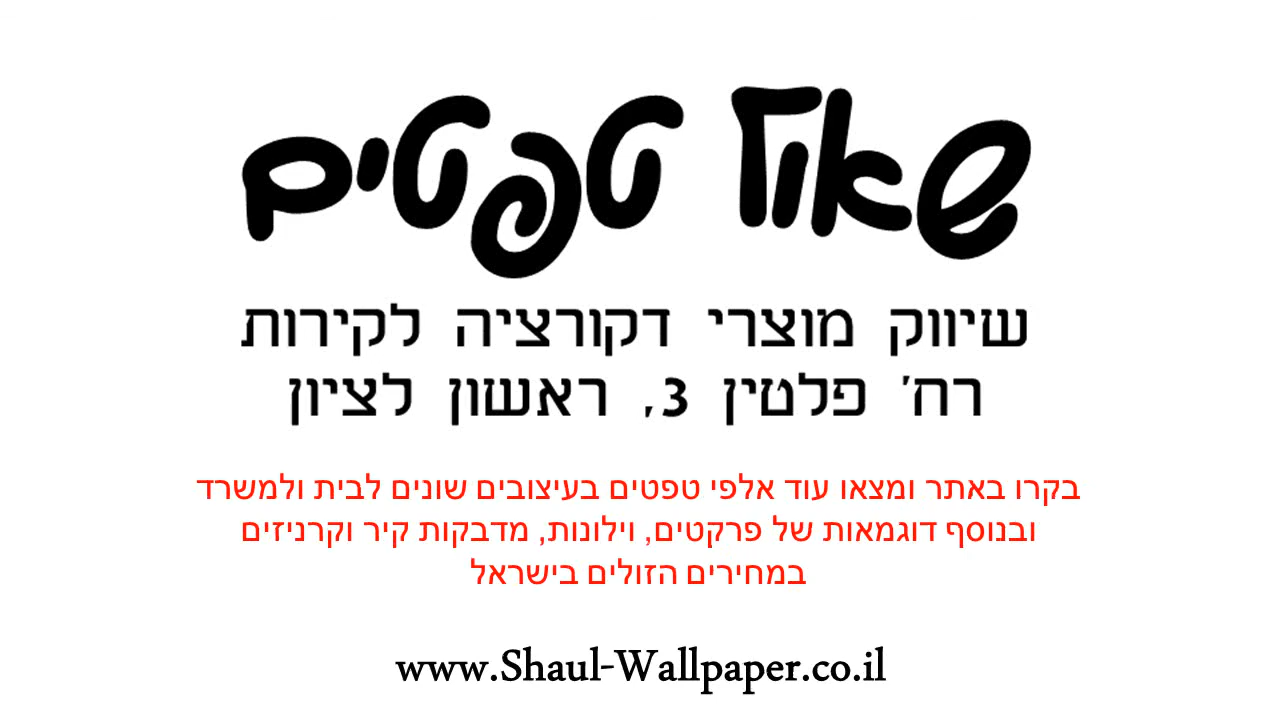 שאול טפטים
שיווק מוצרי דקורציה לקירות
רח' פלטין 3, ראשון לציון
בקרו באתר ומצאו עוד אלפי טפטים בעיצובים שונים לבית ולמשרד
ובנוסף דוגמאות של פרקטים, וילונות, מדבקות קיר וקרניזים
במחירים הזולים בישראל
www.Shaul-Wallpaper.co.il